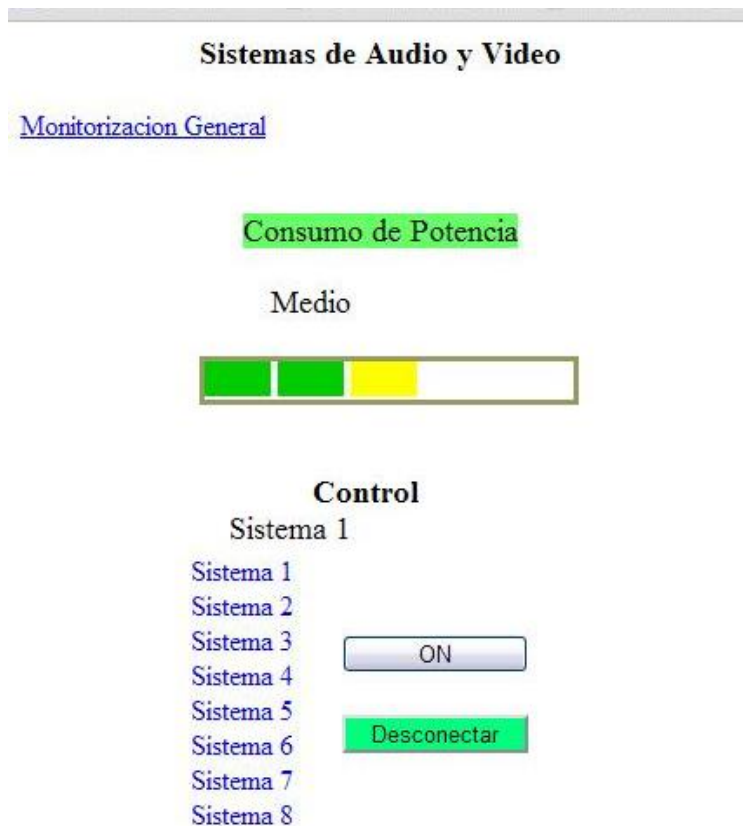 Sistemas de Audio y Video
Monitorizacion General
Consumo de Potencia
Medio
Control
Sistema 1
Sistema 1
Sistema 2
Sistema 3
Sistema 4
Sistema 5
Sistema 6
Sistema 7
Sistema 8
ON
Desconectar